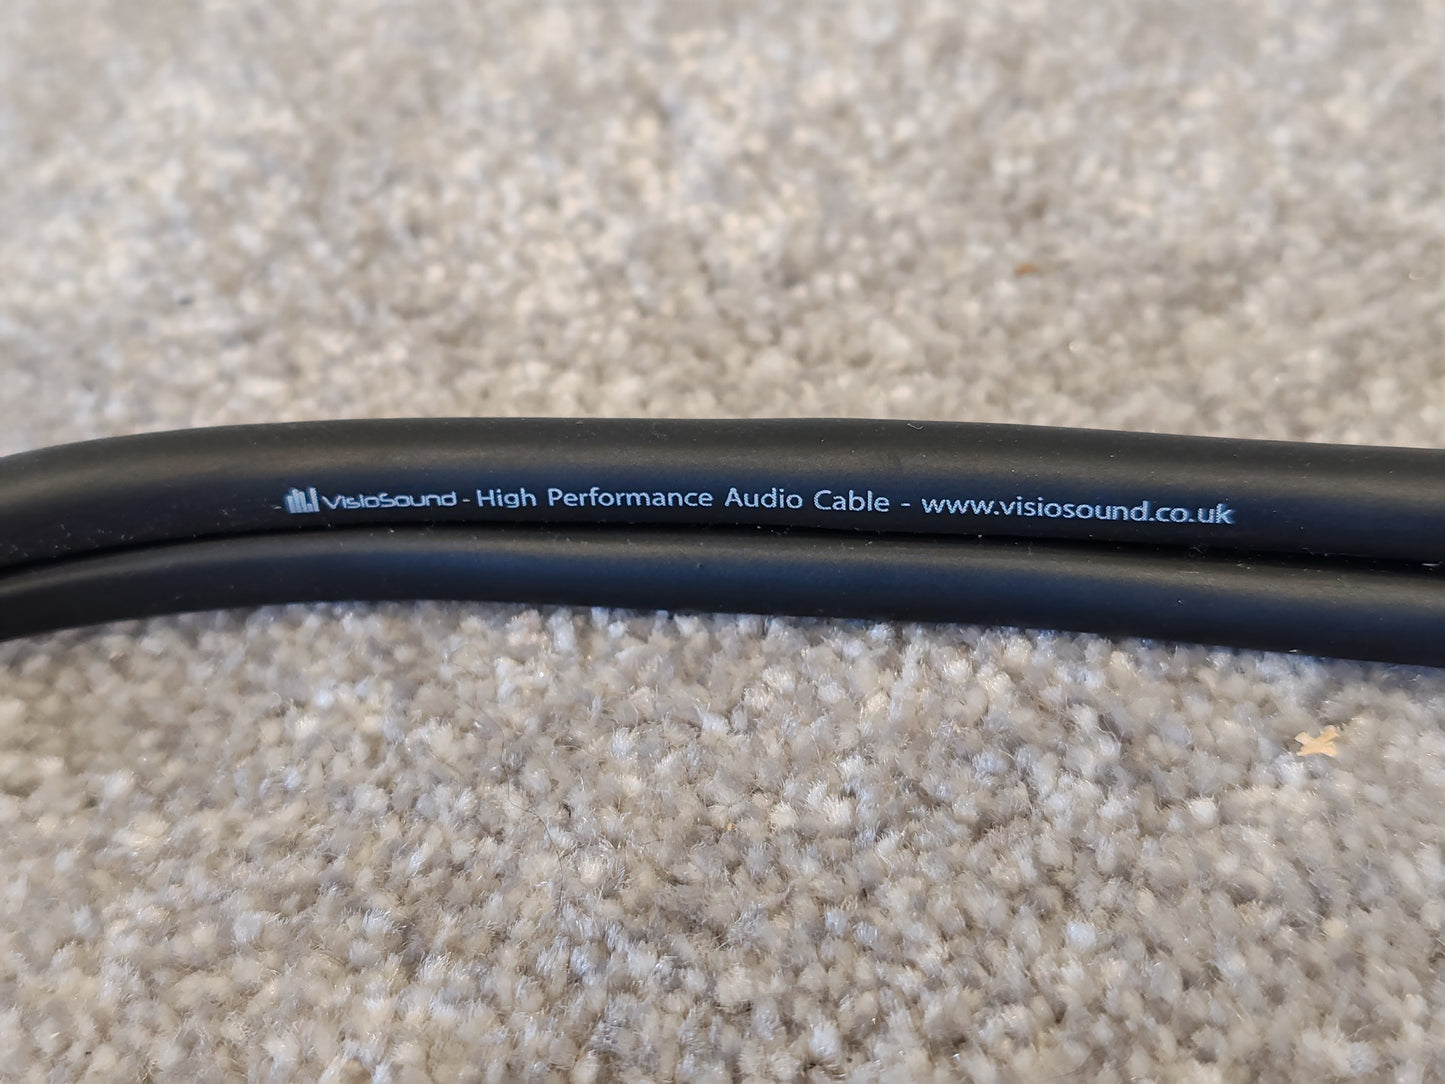 VisioSound - High Performance Audio Cable - www.visiosound.co.uk